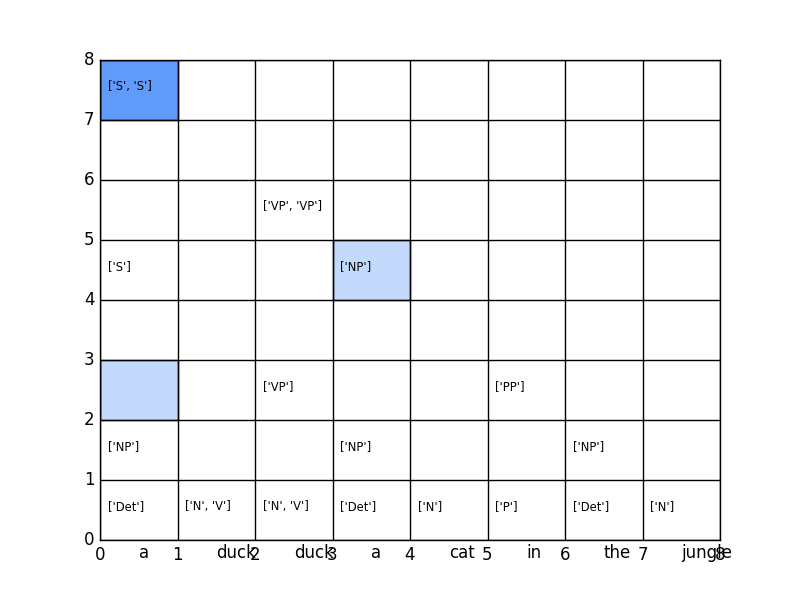 8
['S', 'S']
7
6
['VP', 'VP']
5
['S'] ['NP']
4
3
['VP'] ['PP']
2
['NP'] ['NP'] ['NP']
1
['Det'] ['N', 'V'] ['N', 'V'] ['Det'] ['N'] ['P'] ['Det'] ['N']
0
0 a 1 duck 2 duck 3 a 4 cat 5 in 6 the 7 jungle 8